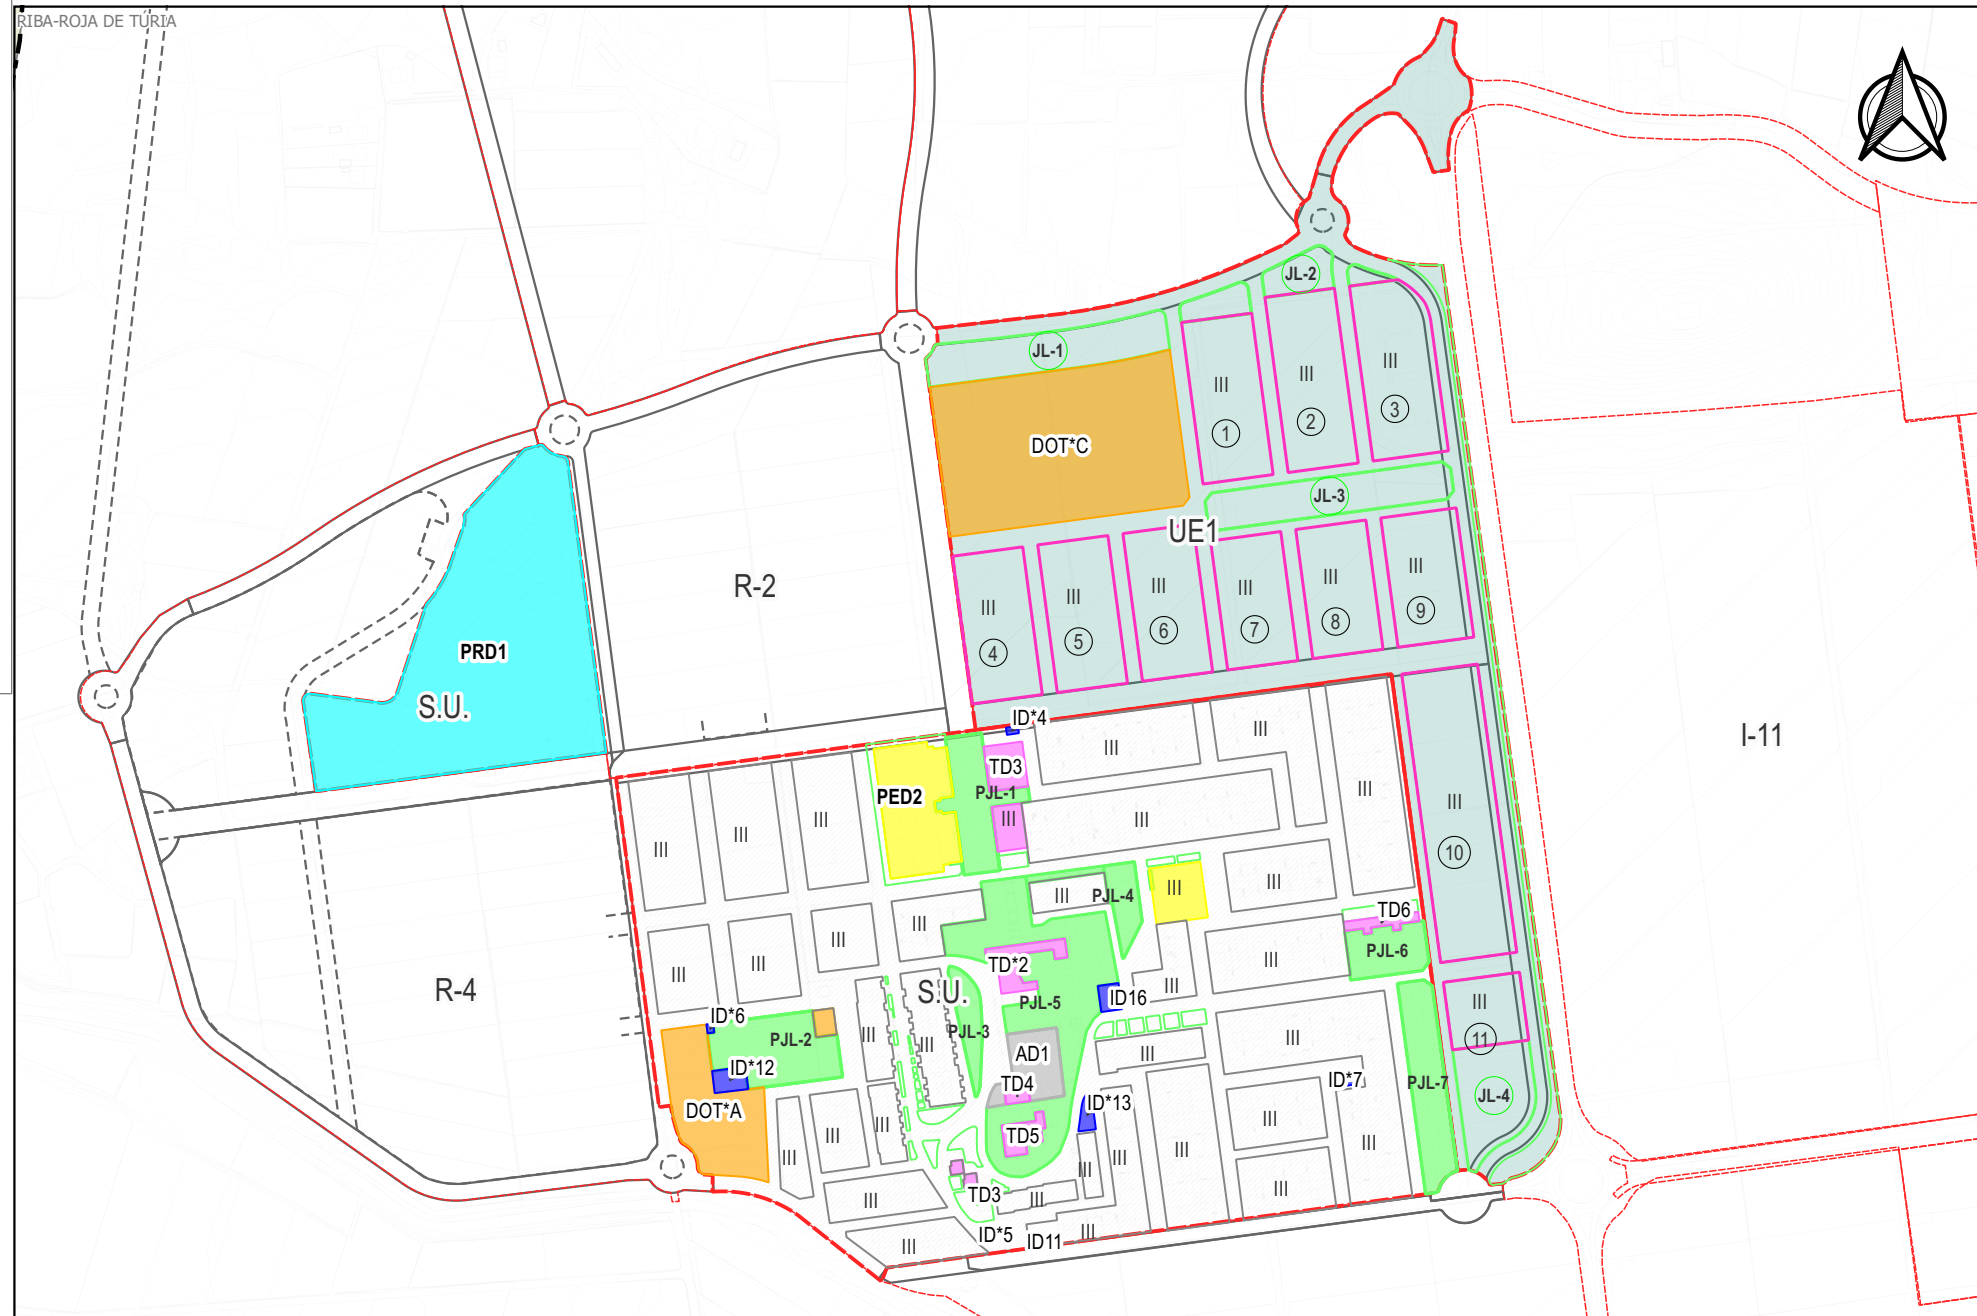 RIBA-ROJA DE TURIA
JL-2
JL-1
III
III
III
1
2
3
DOT*C
JL-3
UE1
R-2
III
III
III
III
III
III
4
5
6
7
8
9
PRD1
S.U.
I-11
ID*4
III
III
TD3
PED2
PJL-1
III
III
III
III
10
III
III
III
III
III
PJL-4
III
III
TD6
III
III
PJL-6
III
III
TD*2
III
III
R-4
S.U.
PJL-5
ID16
III
III
11
ID*6
PJL-2
III
III
PJL-3
AD1
III
III
ID*12
TD4
ID*7
PJL-7
JL-4
DOT*A
ID*13
III
III
III
TD5
III
III
III
III
III
III
III
TD3
III
III
III
ID*5
ID11
III